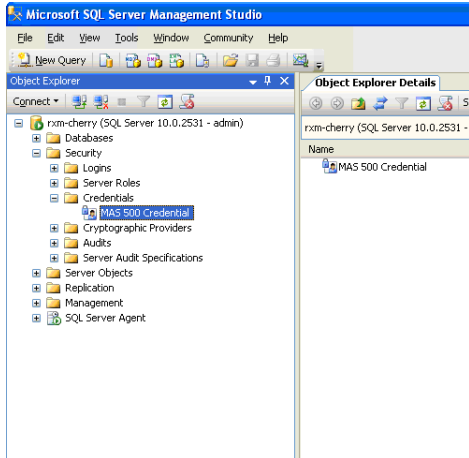 Microsoft SQL Server Management Studio
File Edit View Tools Window Community Help
New Query
Object Explorer
Object Explorer Details
Connect
S
rxm-cherry (SQL Server 10.0.2531 - admin)
rxm-cherry (SQL Server 10.0.2531 -
Databases
Name
Security
MAS 500 Credential
Logins
Server Roles
Credentials
MAS 500 Credential
Cryptographic Providers
Audits
Server Audit Specifications
Server Objects
Replication
Management
SQL Server Agent